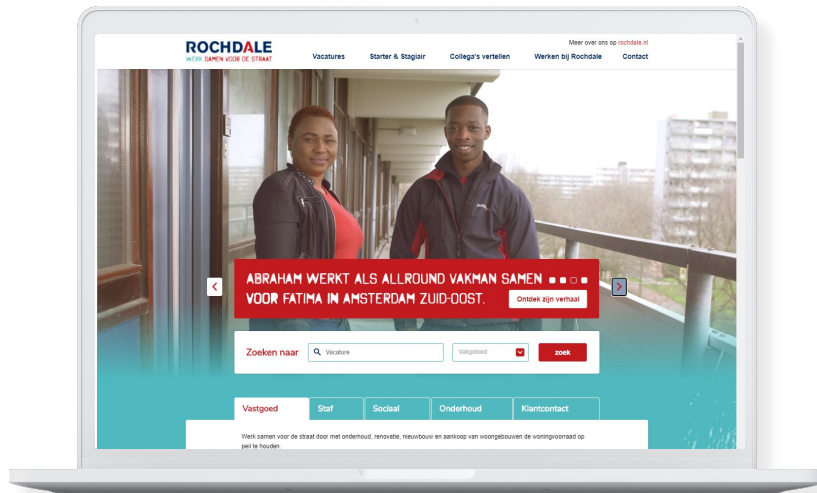 Meer over ons op rochdale.nl
ROCHDALE
WERK SAMEN VOOR DE STRAAT
Vacatures Starter & Stagiair Collega's vertellen Werken bij Rochdale Contact
ABRAHAM WERKT ALS ALLROUND VAKMAN SAMEN
VOOR FATIMA IN AMSTERDAM ZUID-OOST.
Ontdek zijn verhaal
Zoeken naar Vacature Vakgebied zoek
Vastgoed Staf Sociaal Onderhoud Klantcontact
Werk samen voor de straat door met onderhoud, renovatie, nieuwbouw en aankoop van woongebouwen de woningvoorraad op
peil te houden.